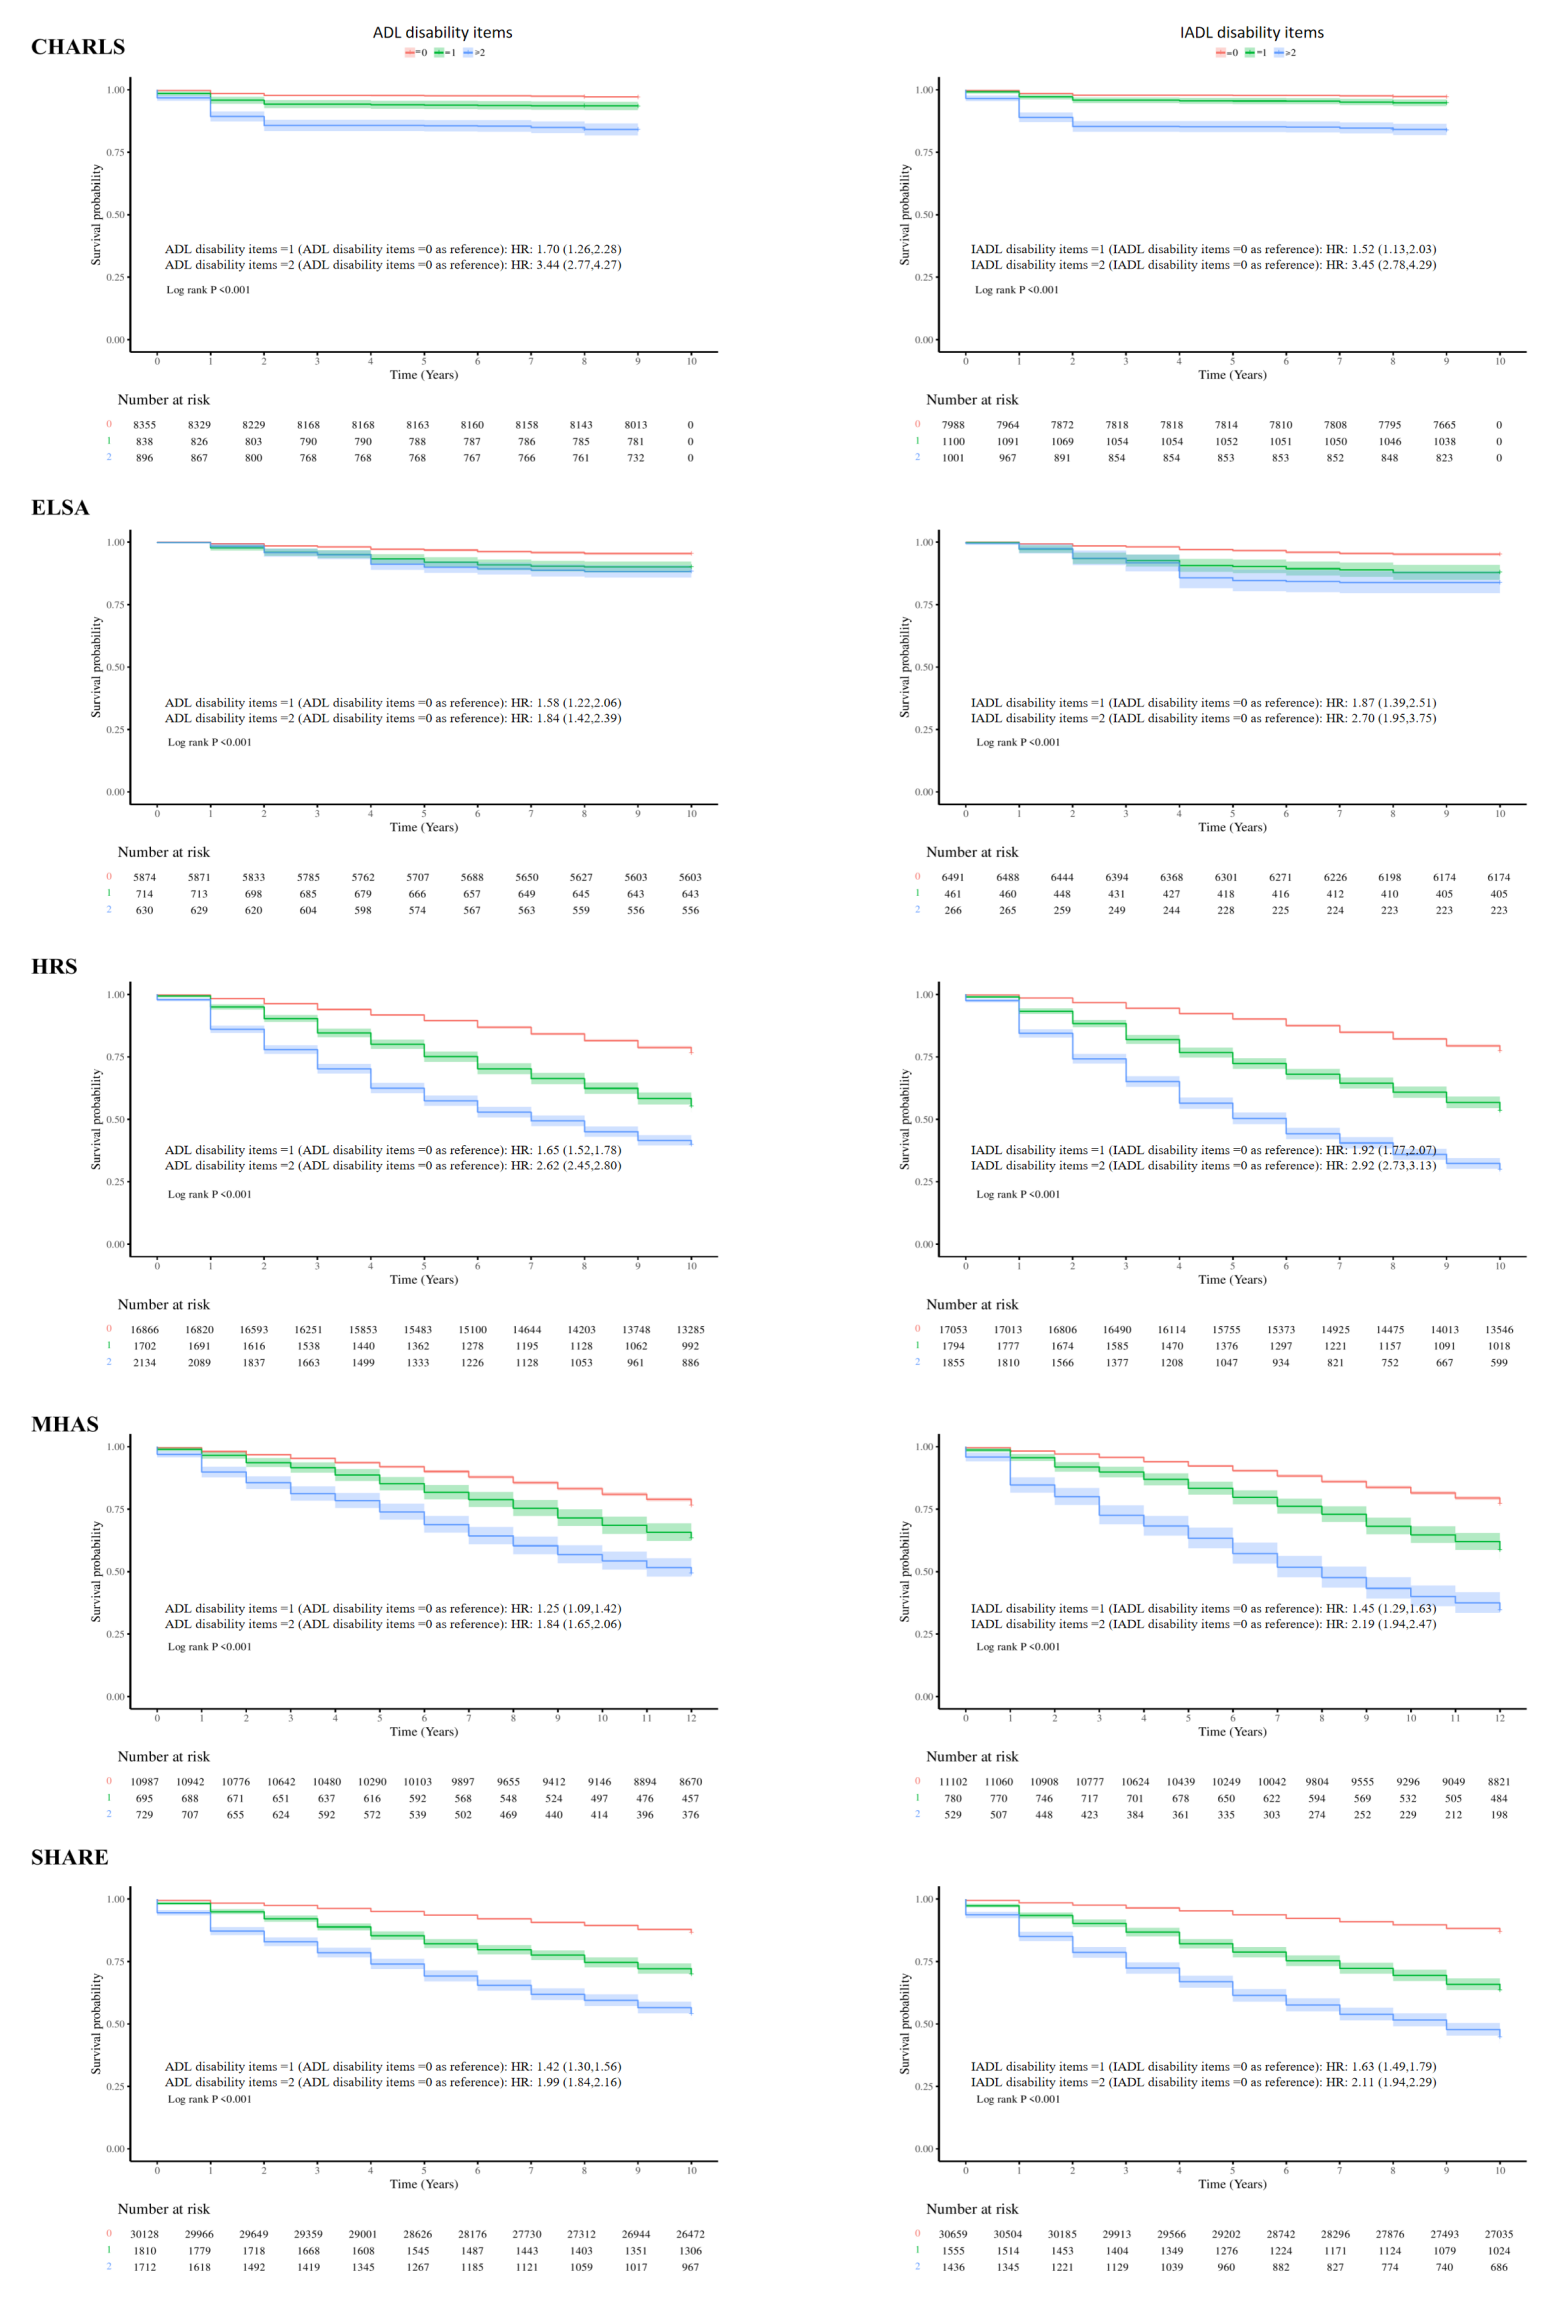 ADL disability items
IADL disability items
CHARLS
=0 =1 ≥2
=0 =1 ≥2
1.00
0.75
0.50
0.25
0.00
Survival probability
ADL disability items =1 (ADL disability items =0 as reference): HR: 1.70 (1.26,2.28)
ADL disability items =2 (ADL disability items =0 as reference): HR: 3.44 (2.77,4.27)
Log rank P <0.001
0 1 2 3 4 5 6 7 8 9 10
Time (Years)
Number at risk
0 8355 8329 8229 8168 8168 8163 8160 8158 8143 8013 0
1 838 826 803 790 790 788 787 786 785 781 0
2 896 867 800 768 768 768 767 766 761 732 0
1.00
0.75
0.50
0.25
0.00
Survival probability
IADL disability items =1 (IADL disability items =0 as reference): HR: 1.52 (1.13,2.03)
IADL disability items =2 (IADL disability items =0 as reference): HR: 3.45 (2.78,4.29)
Log rank P <0.001
0 1 2 3 4 5 6 7 8 9 10
Time (Years)
Number at risk
0 7988 7964 7872 7818 7818 7814 7810 7808 7795 7665 0
1 1100 1091 1069 1054 1054 1052 1051 1050 1046 1038 0
2 1001 967 891 854 854 853 853 852 848 823 0
ELSA
1.00
0.75
0.50
0.25
0.00
Survival probability
ADL disability items =1 (ADL disability items =0 as reference): HR: 1.58 (1.22,2.06)
ADL disability items =2 (ADL disability items =0 as reference): HR: 1.84 (1.42,2.39)
Log rank P <0.001
0 1 2 3 4 5 6 7 8 9 10
Time (Years)
Number at risk
0 5874 5871 5833 5785 5762 5707 5688 5650 5627 5603 5603
1 714 713 698 685 679 666 657 649 645 643 643
2 630 629 620 604 598 574 567 563 559 556 556
1.00
0.75
0.50
0.25
0.00
Survival probability
IADL disability items =1 (IADL disability items =0 as reference): HR: 1.87 (1.39,2.51)
IADL disability items =2 (IADL disability items =0 as reference): HR: 2.70 (1.95,3.75)
Log rank P <0.001
0 1 2 3 4 5 6 7 8 9 10
Time (Years)
Number at risk
0 6491 6488 6444 6394 6368 6301 6271 6226 6198 6174 6174
1 461 460 448 431 427 418 416 412 410 405 405
2 266 265 259 249 244 228 225 224 223 223 223
HRS
1.00
0.75
0.50
0.25
0.00
Survival probability
ADL disability items =1 (ADL disability items =0 as reference): HR: 1.65 (1.52,1.78)
ADL disability items =2 (ADL disability items =0 as reference): HR: 2.62 (2.45,2.80)
Log rank P <0.001
0 1 2 3 4 5 6 7 8 9 10
Time (Years)
Number at risk
0 16866 16820 16593 16251 15853 15483 15100 14644 14203 13748 13285
1 1702 1691 1616 1538 1440 1362 1278 1195 1128 1062 992
2 2134 2089 1837 1663 1499 1333 1226 1128 1053 961 886
1.00
0.75
0.50
0.25
0.00
Survival probability
IADL disability items =1 (IADL disability items =0 as reference): HR: 1.92 (1.77,2.07)
IADL disability items =2 (IADL disability items =0 as reference): HR: 2.92 (2.73,3.13)
Log rank P <0.001
0 1 2 3 4 5 6 7 8 9 10
Time (Years)
Number at risk
0 17053 17013 16806 16490 16114 15755 15373 14925 14475 14013 13546
1 1794 1777 1674 1585 1470 1376 1297 1221 1157 1091 1018
2 1855 1810 1566 1377 1208 1047 934 821 752 667 599
MHAS
1.00
0.75
0.50
0.25
0.00
Survival probability
ADL disability items =1 (ADL disability items =0 as reference): HR: 1.25 (1.09,1.42)
ADL disability items =2 (ADL disability items =0 as reference): HR: 1.84 (1.65,2.06)
Log rank P <0.001
0 1 2 3 4 5 6 7 8 9 10 11 12
Time (Years)
Number at risk
0 10987 10942 10776 10642 10480 10290 10103 9897 9655 9412 9146 8894 8670
1 695 688 671 651 637 616 592 568 548 524 497 476 457
2 729 707 655 624 592 572 539 502 469 440 414 396 376
1.00
0.75
0.50
0.25
0.00
Survival probability
IADL disability items =1 (IADL disability items =0 as reference): HR: 1.45 (1.29,1.63)
IADL disability items =2 (IADL disability items =0 as reference): HR: 2.19 (1.94,2.47)
Log rank P <0.001
0 1 2 3 4 5 6 7 8 9 10 11 12
Time (Years)
Number at risk
0 11102 11060 10908 10777 10624 10439 10249 10042 9804 9555 9296 9049 8821
1 780 770 746 717 701 678 650 622 594 569 532 505 484
2 529 507 448 423 384 361 335 303 274 252 229 212 198
SHARE
1.00
0.75
0.50
0.25
0.00
Survival probability
ADL disability items =1 (ADL disability items =0 as reference): HR: 1.42 (1.30,1.56)
ADL disability items =2 (ADL disability items =0 as reference): HR: 1.99 (1.84,2.16)
Log rank P <0.001
0 1 2 3 4 5 6 7 8 9 10
Time (Years)
Number at risk
0 30128 29966 29649 29359 29001 28626 28176 27730 27312 26944 26472
1 1810 1779 1718 1668 1608 1545 1487 1443 1403 1351 1306
2 1712 1618 1492 1419 1345 1267 1185 1121 1059 1017 967
1.00
0.75
0.50
0.25
0.00
Survival probability
IADL disability items =1 (IADL disability items =0 as reference): HR: 1.63 (1.49,1.79)
IADL disability items =2 (IADL disability items =0 as reference): HR: 2.11 (1.94,2.29)
Log rank P <0.001
0 1 2 3 4 5 6 7 8 9 10
Time (Years)
Number at risk
0 30659 30504 30185 29913 29566 29202 28742 28296 27876 27493 27035
1 1555 1514 1453 1404 1349 1276 1224 1171 1124 1079 1024
2 1436 1345 1221 1129 1039 960 882 827 774 740 686